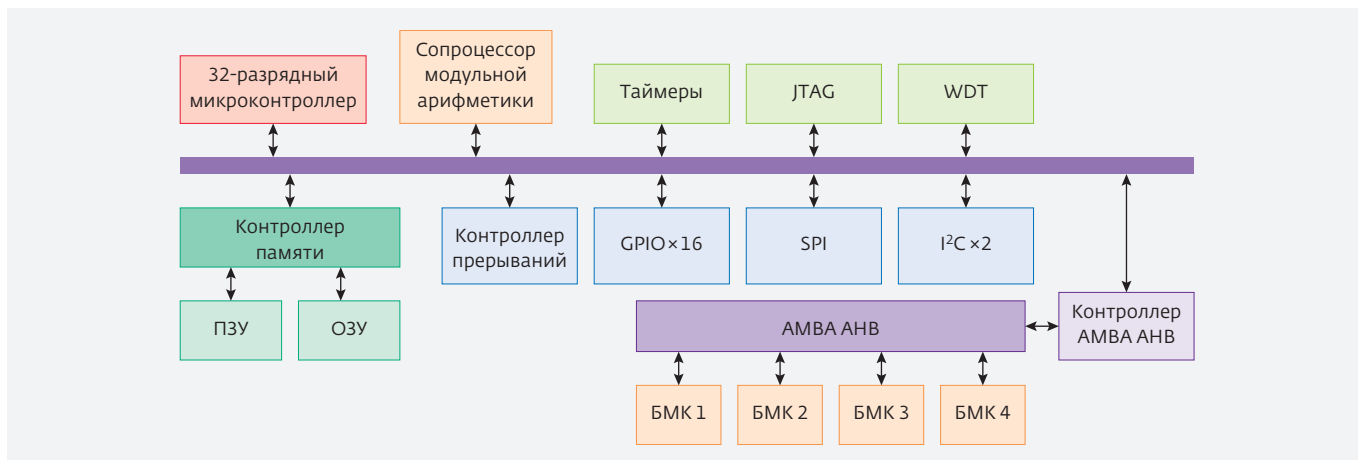 32-разрядный
микроконтроллер
Сопроцессор
модульной
арифметики
Таймеры
JTAG
WDT
Контроллер
памяти
Контроллер
прерываний
GPIO×16
SPI
I²C×2
ПЗУ
ОЗУ
AMBA AHB
Контроллер
AMBA AHB
БМК 1
БМК 2
БМК 3
БМК 4